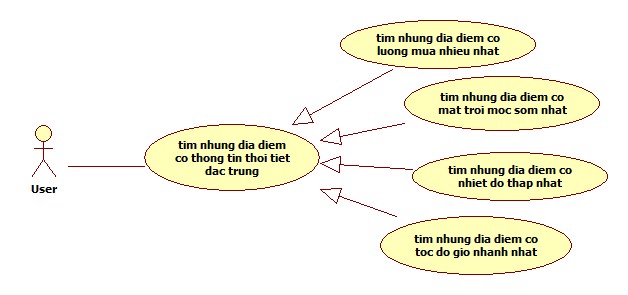 tim nhung dia diem co
luong mua nhieu nhat
tim nhung dia diem co
mat troi moc som nhat
tim nhung dia diem
co thong tin thoi tiet
dac trung
User
tim nhung dia diem co
nhiet do thap nhat
tim nhung dia diem co
toc do gio nhanh nhat